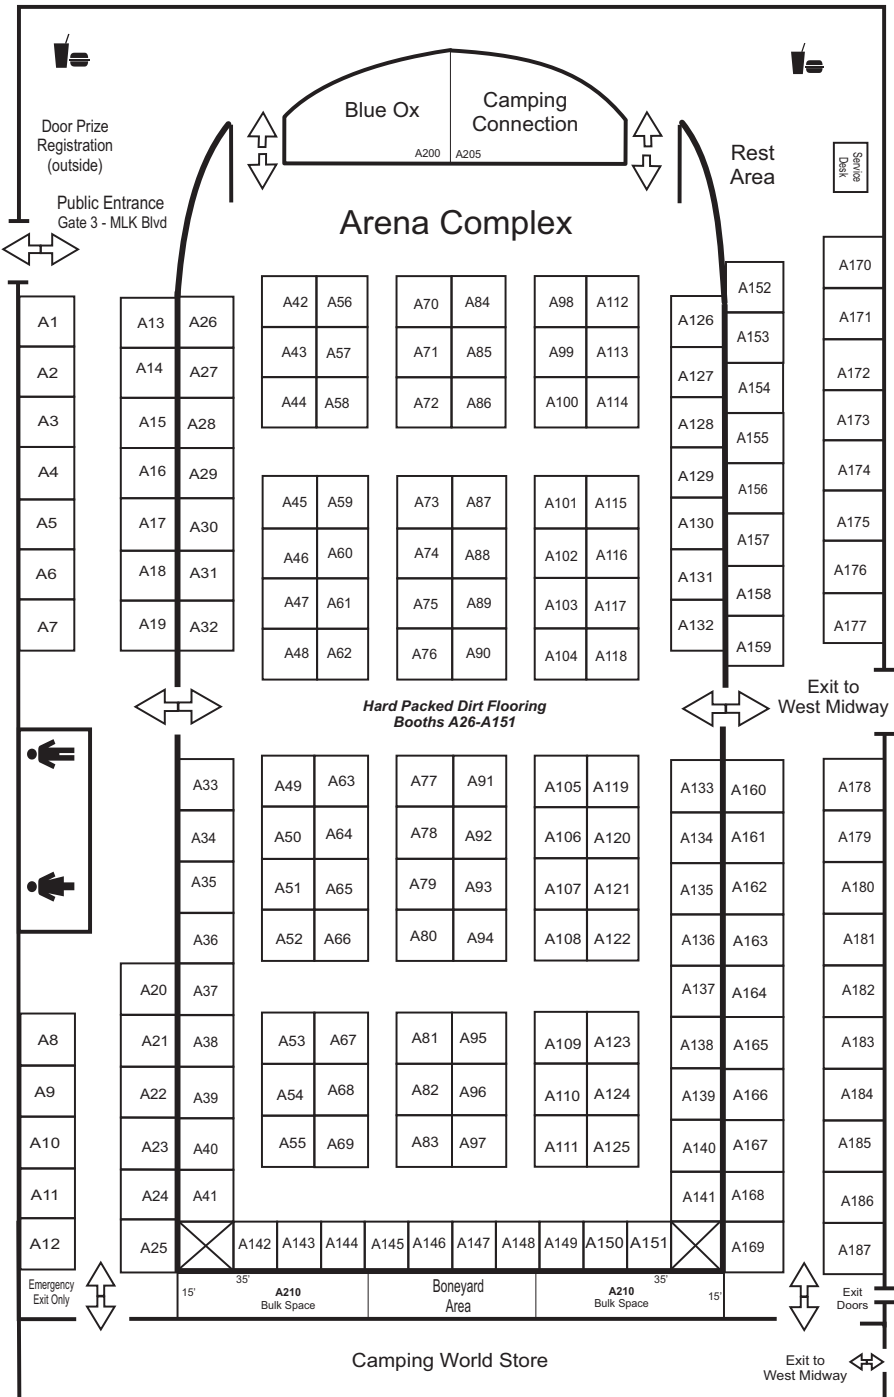 Blue Ox
Camping
Connection
A200
A205
Door Prize
Registration
(outside)
Rest
Area
Service
Desk
Public Entrance
Gate 3 - MLK Blvd
Arena Complex
A1
A2
A3
A4
A5
A6
A7
A13
A14
A15
A16
A17
A18
A19
A26
A27
A28
A29
A30
A31
A32
A42 A56
A43 A57
A44 A58
A70 A84
A71 A85
A72 A86
A98 A112
A99 A113
A100 A114
A45 A59
A46 A60
A47 A61
A48 A62
A73 A87
A74 A88
A75 A89
A76 A90
A101 A115
A102 A116
A103 A117
A104 A118
A126
A127
A128
A129
A130
A131
A132
A152
A153
A154
A155
A156
A157
A158
A159
A170
A171
A172
A173
A174
A175
A176
A177
Hard Packed Dirt Flooring
Booths A26-A151
Exit to
West Midway
A33
A34
A35
A36
A37
A38
A39
A40
A41
A20
A21
A22
A23
A24
A25
A8
A9
A10
A11
A12
A49 A63
A50 A64
A51 A65
A52 A66
A77 A91
A78 A92
A79 A93
A80 A94
A105 A119
A106 A120
A107 A121
A108 A122
A53 A67
A54 A68
A55 A69
A81 A95
A82 A96
A83 A97
A109 A123
A110 A124
A111 A125
A133
A134
A135
A136
A137
A138
A139
A140
A141
A160
A161
A162
A163
A164
A165
A166
A167
A168
A169
A178
A179
A180
A181
A182
A183
A184
A185
A186
A187
A142 A143 A144 A145 A146 A147 A148 A149 A150 A151
Emergency
Exit Only
15'
35'
A210
Bulk Space
Boneyard
Area
A210
Bulk Space
35'
15'
Exit
Doors
Camping World Store
Exit to
West Midway